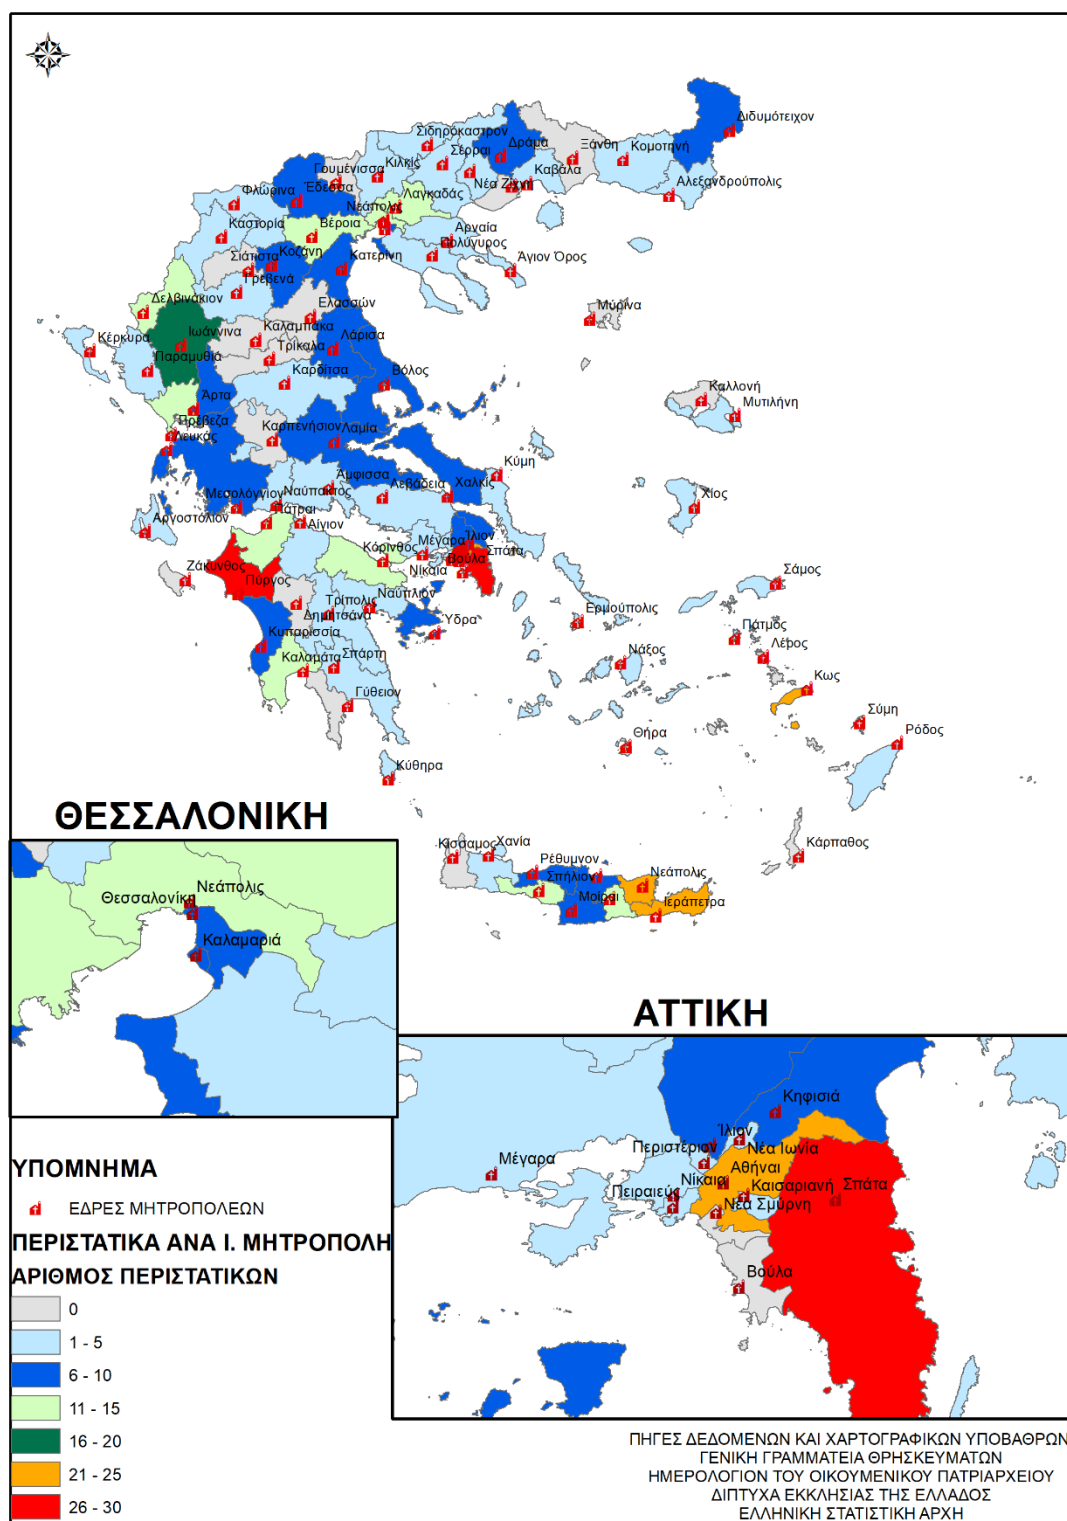 Διδυμότειχον
Σιδηρόκαστρον
Δράμα
Ξάνθη
Κομοτηνή
Σέρραι
Κιλκίς
Γουμένισσα
Καβάλα
Νέα Ζίχνη
Αλεξανδρούπολις
Έδεσσα
Φλώρινα
Λαγκαδάς
Νεάπολις
Βέροια
Αρναία
Καστορία
Πολύγυρος
Κοζάνη
Σιάτιστα
Κατερίνη
Άγιον Όρος
Γρεβενά
Δελβινάκιον
Ελασσών
Μύρινα
Ιωάννινα
Καλαμπάκα
Λάρισα
Κέρκυρα
Τρίκαλα
Παραμυθιά
Καρδίτσα
Βόλος
Καλλονή
Άρτα
Μυτιλήνη
Πρέβεζα
Λευκάς
Καρπενήσιον
Λαμία
Κύμη
Άμφισσα
Λεβάδεια
Χαλκίς
Χίος
Μεσολόγγιον
Ναύπακτος
Πάτραι
Αργοστόλιον
Αίγιον
Μέγαρα
Ίλιον
Κόρινθος
Βούλα
Σπάτα
Νίκαια
Ζάκυνθος
Πύργος
Σάμος
Τρίπολις
Ναύπλιον
Δημητσάνα
Ύδρα
Ερμούπολις
Πάτμος
Κυπαρισσία
Λέρος
Νάξος
Καλαμάτα
Σπάρτη
Κως
Γύθειον
Σύμη
Θήρα
Ρόδος
Κύθηρα
ΘΕΣΣΑΛΟΝΙΚΗ
Κίσσαμος
Χανία
Ρέθυμνον
Κάρπαθος
Σπήλιον
Νεάπολις
Μοίραι
Ιεράπετρα
Νεάπολις
Θεσσαλονίκη
Καλαμαριά
ΑΤΤΙΚΗ
Κηφισιά
Ίλιον
Περιστέριον
Νέα Ιωνία
Μέγαρα
Αθήναι
Νίκαια
Καισαριανή
Σπάτα
Πειραιεύς
Νέα Σμύρνη
Βούλα
ΥΠΟΜΝΗΜΑ
ΕΔΡΕΣ ΜΗΤΡΟΠΟΛΕΩΝ
ΠΕΡΙΣΤΑΤΙΚΑ ΑΝΑ Ι. ΜΗΤΡΟΠΟΛΗ
ΑΡΙΘΜΟΣ ΠΕΡΙΣΤΑΤΙΚΩΝ
0
1 - 5
6 - 10
11 - 15
16 - 20
21 - 25
26 - 30
ΠΗΓΕΣ ΔΕΔΟΜΕΝΩΝ ΚΑΙ ΧΑΡΤΟΓΡΑΦΙΚΩΝ ΥΠΟΒΑΘΡΩΝ
ΓΕΝΙΚΗ ΓΡΑΜΜΑΤΕΙΑ ΘΡΗΣΚΕΥΜΑΤΩΝ
ΗΜΕΡΟΛΟΓΙΟΝ ΤΟΥ ΟΙΚΟΥΜΕΝΙΚΟΥ ΠΑΤΡΙΑΡΧΕΙΟΥ
ΔΙΠΤΥΧΑ ΕΚΚΛΗΣΙΑΣ ΤΗΣ ΕΛΛΑΔΟΣ
ΕΛΛΗΝΙΚΗ ΣΤΑΤΙΣΤΙΚΗ ΑΡΧΗ